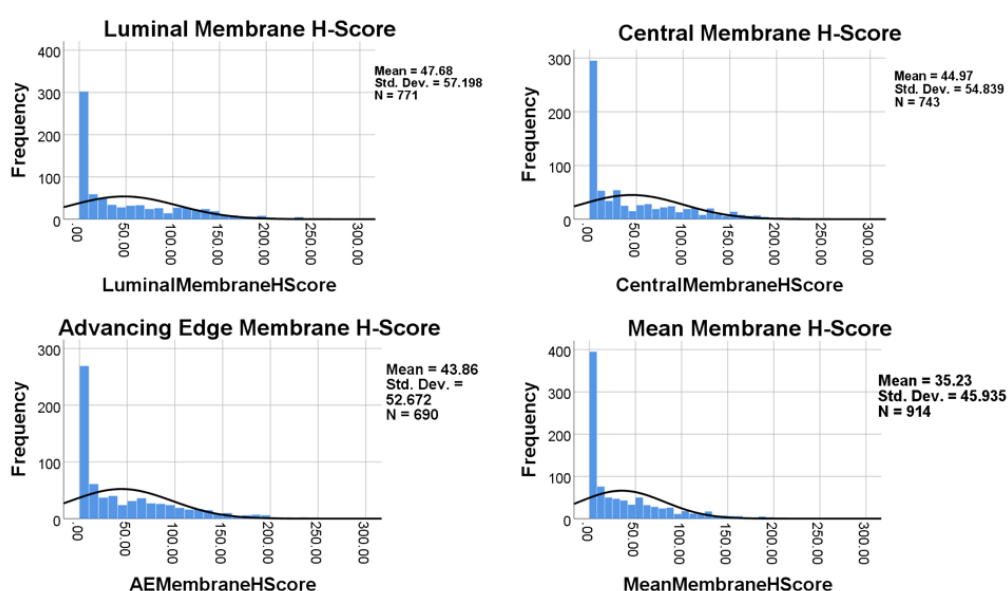 Luminal Membrane H-Score
400
300
200
100
0
Frequency
Mean = 47.68
Std. Dev. = 57.198
N = 771
.00
50.00
100.00
150.00
200.00
250.00
300.00
LuminalMembraneHScore
Central Membrane H-Score
300
200
100
0
Frequency
Mean = 44.97
Std. Dev. = 54.839
N = 743
.00
50.00
100.00
150.00
200.00
250.00
300.00
CentralMembraneHScore
Advancing Edge Membrane H-Score
300
200
100
0
Frequency
Mean = 43.86
Std. Dev. =
52.672
N = 690
.00
50.00
100.00
150.00
200.00
250.00
300.00
AEMembraneHScore
Mean Membrane H-Score
400
300
200
100
0
Frequency
Mean = 35.23
Std. Dev. = 45.935
N = 914
.00
50.00
100.00
150.00
200.00
250.00
300.00
MeanMembraneHScore